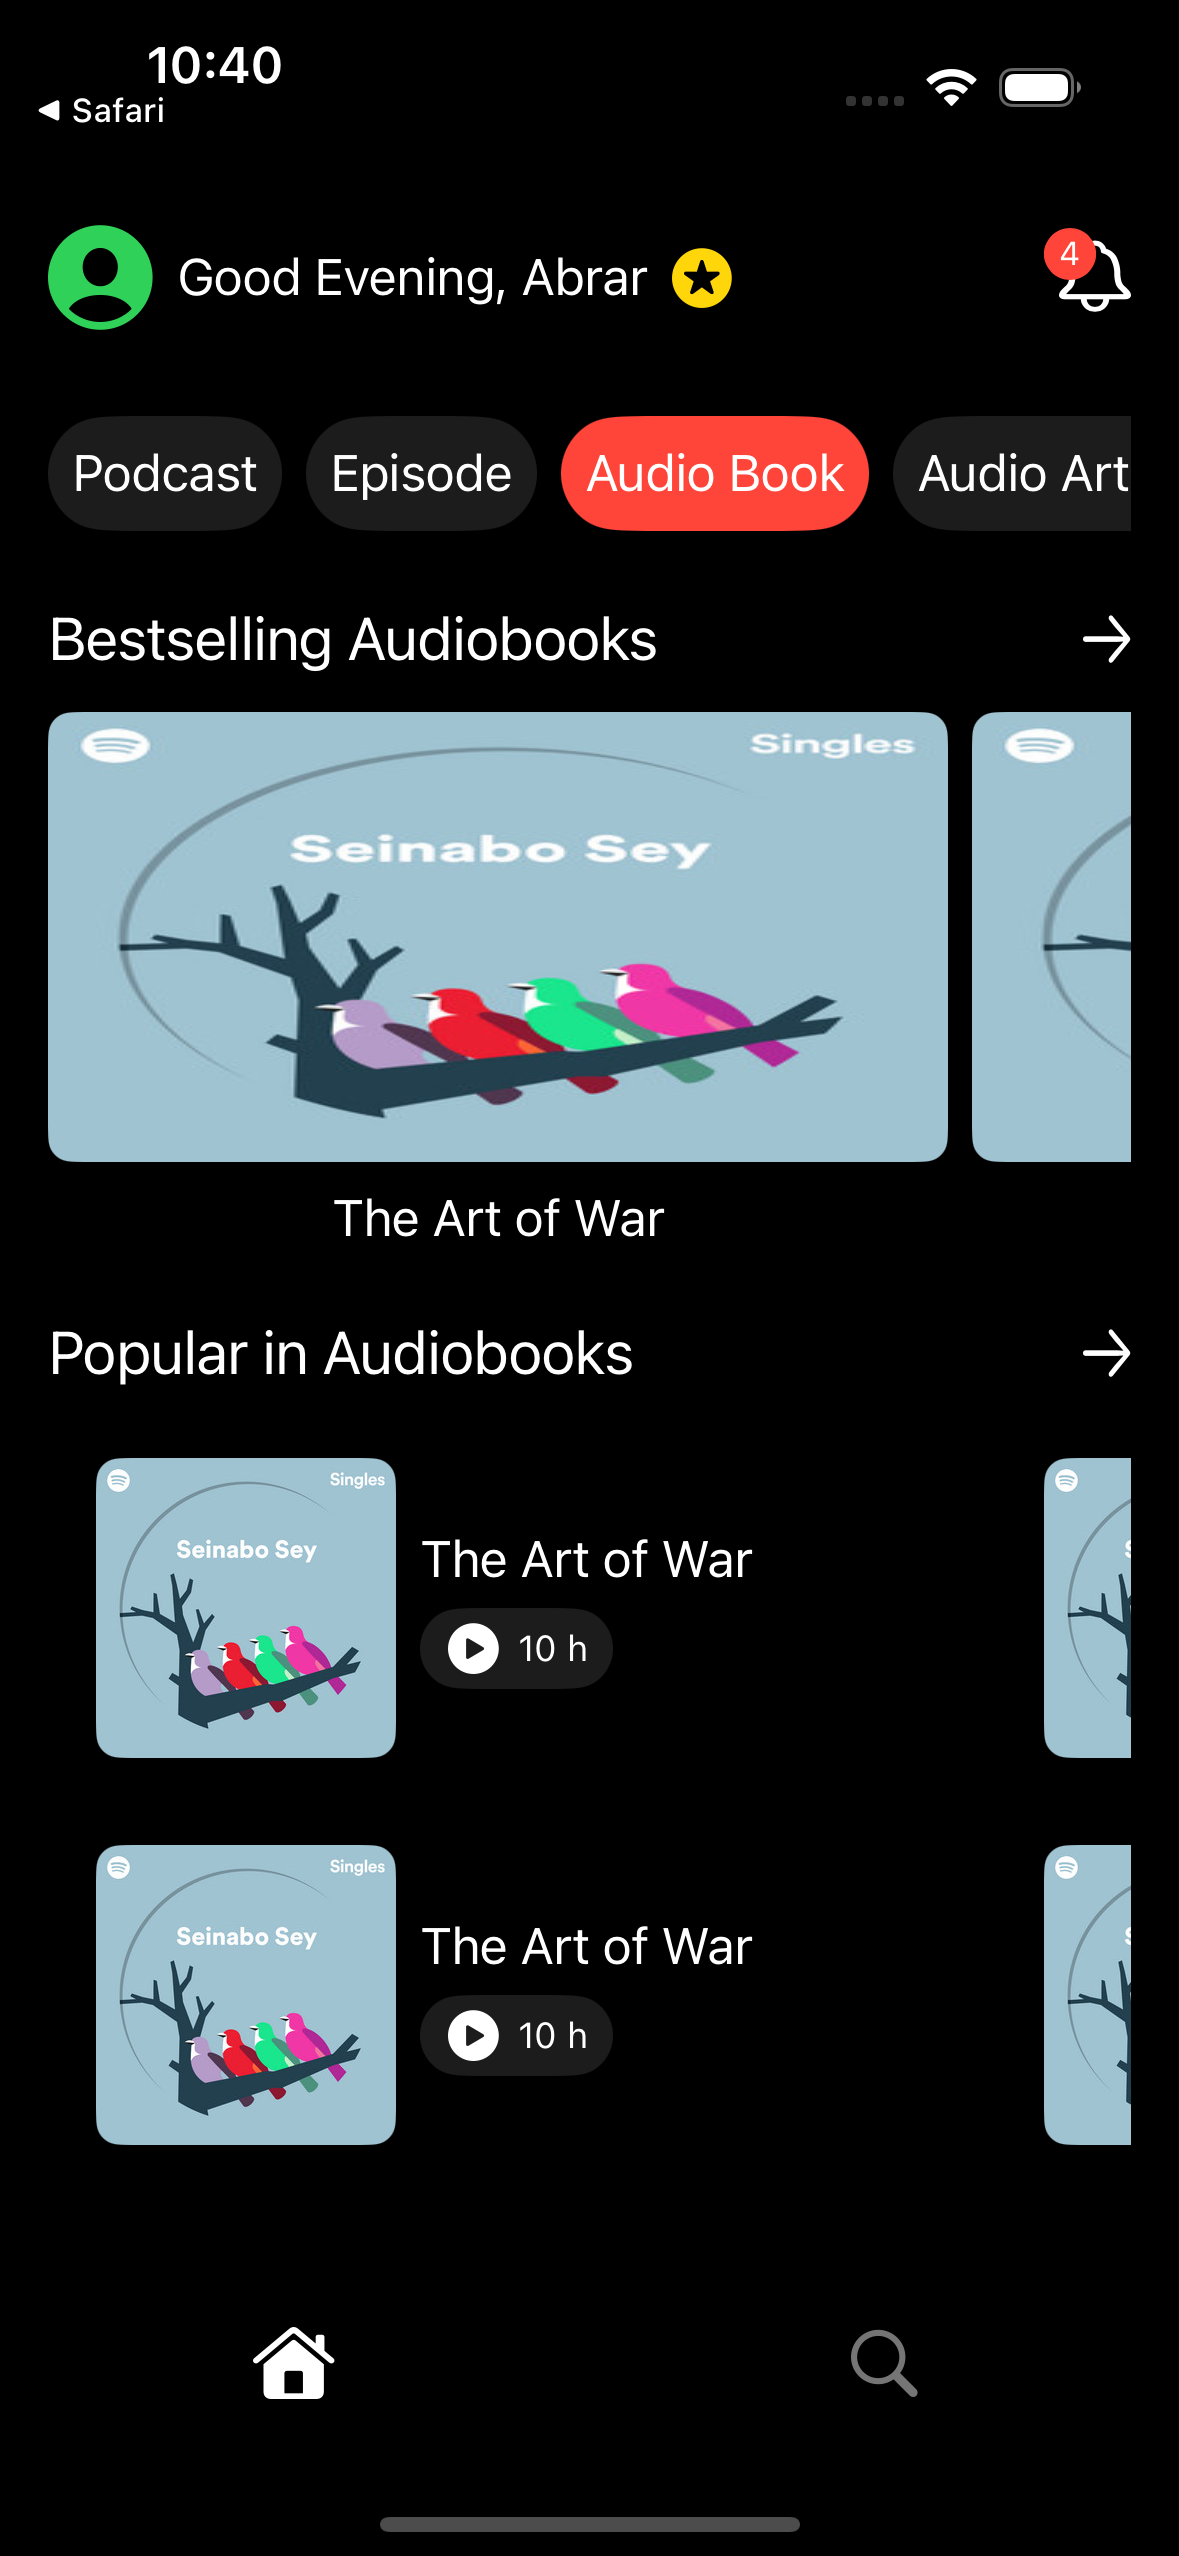 10:40
Safari
Good Evening, Abrar
4
Podcast
Episode
Audio Book
Audio Art
Bestselling Audiobooks
Singles
Seinabo Sey
The Art of War
Popular in Audiobooks
Singles
Seinabo Sey
The Art of War
10 h
Singles
Seinabo Sey
The Art of War
10 h